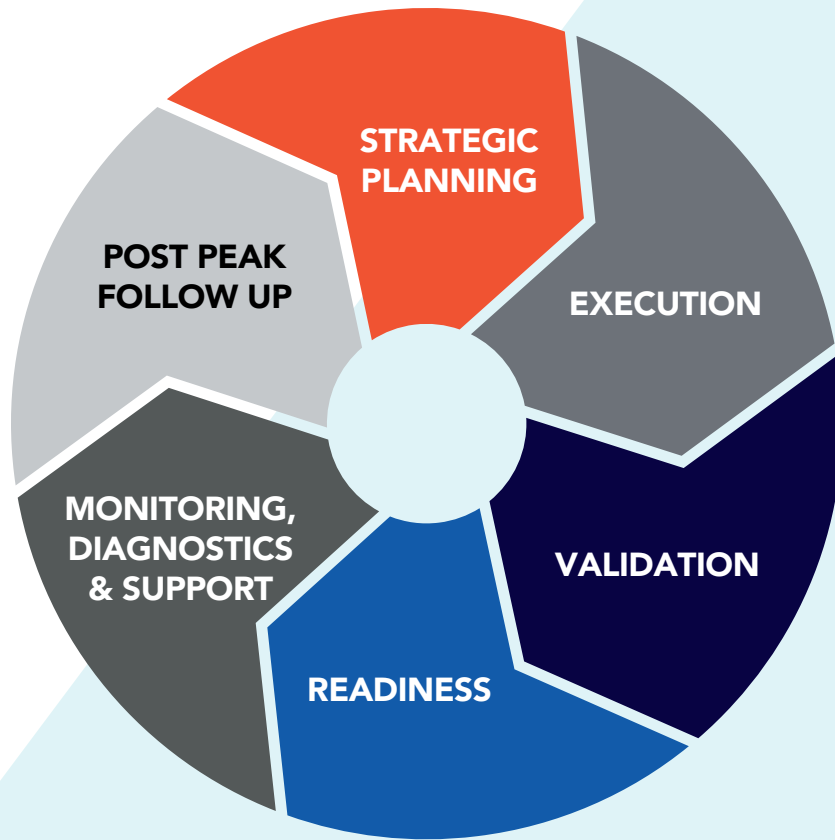 STRATEGIC
PLANNING
EXECUTION
VALIDATION
READINESS
MONITORING,
DIAGNOSTICS
& SUPPORT
POST PEAK
FOLLOW UP